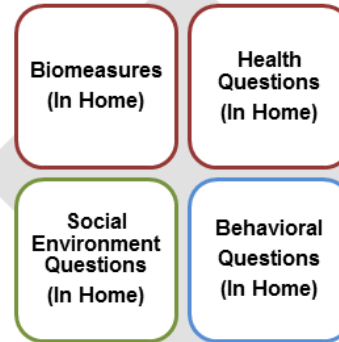 Biomeasures
(In Home)
Health
Questions
(In Home)
Social
Environment
Questions
(In Home)
Behavioral
Questions
(In Home)